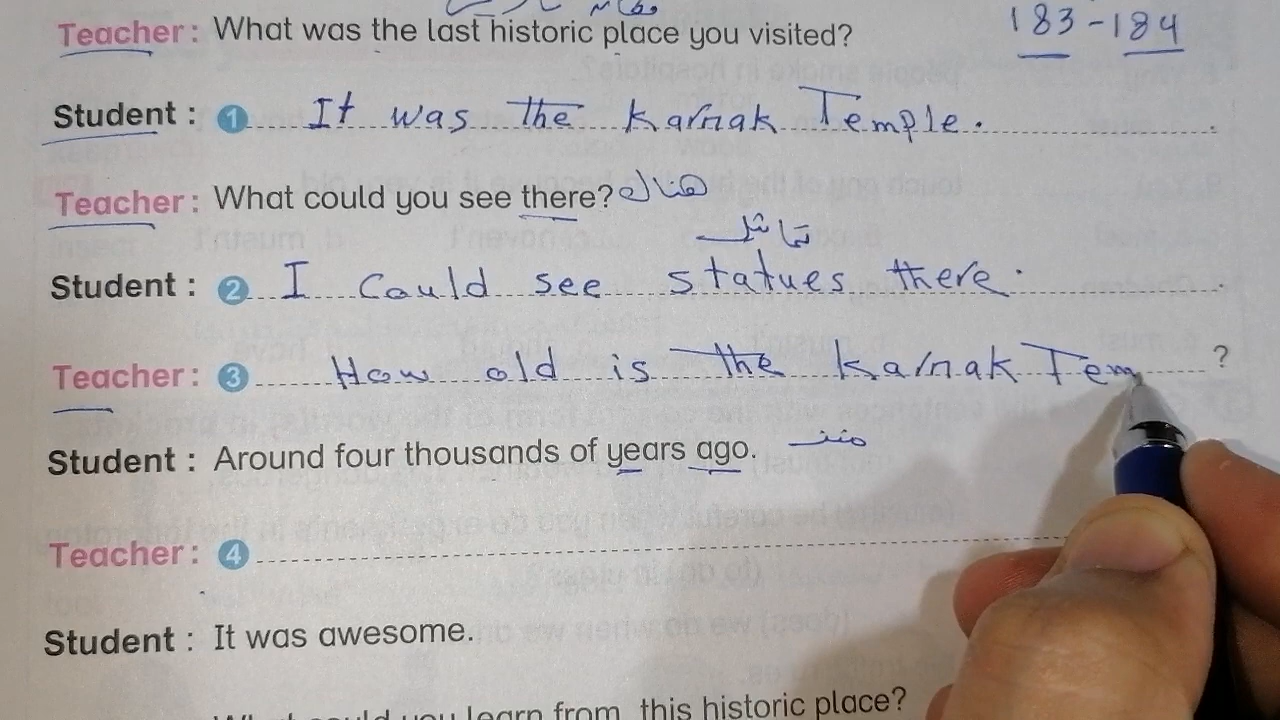 183-184
Teacher: What was the last historic place you visited?
Student: 1 It was the Karnak Temple.
Teacher: What could you see there? هناك
تماثيل
Student: 2 I Could see statues there.
Teacher: 3 How old is the Karnak Tem ?
Student: Around four thousands of years ago. منذ
Teacher: 4
Student: It was awesome.
learn from this historic place?